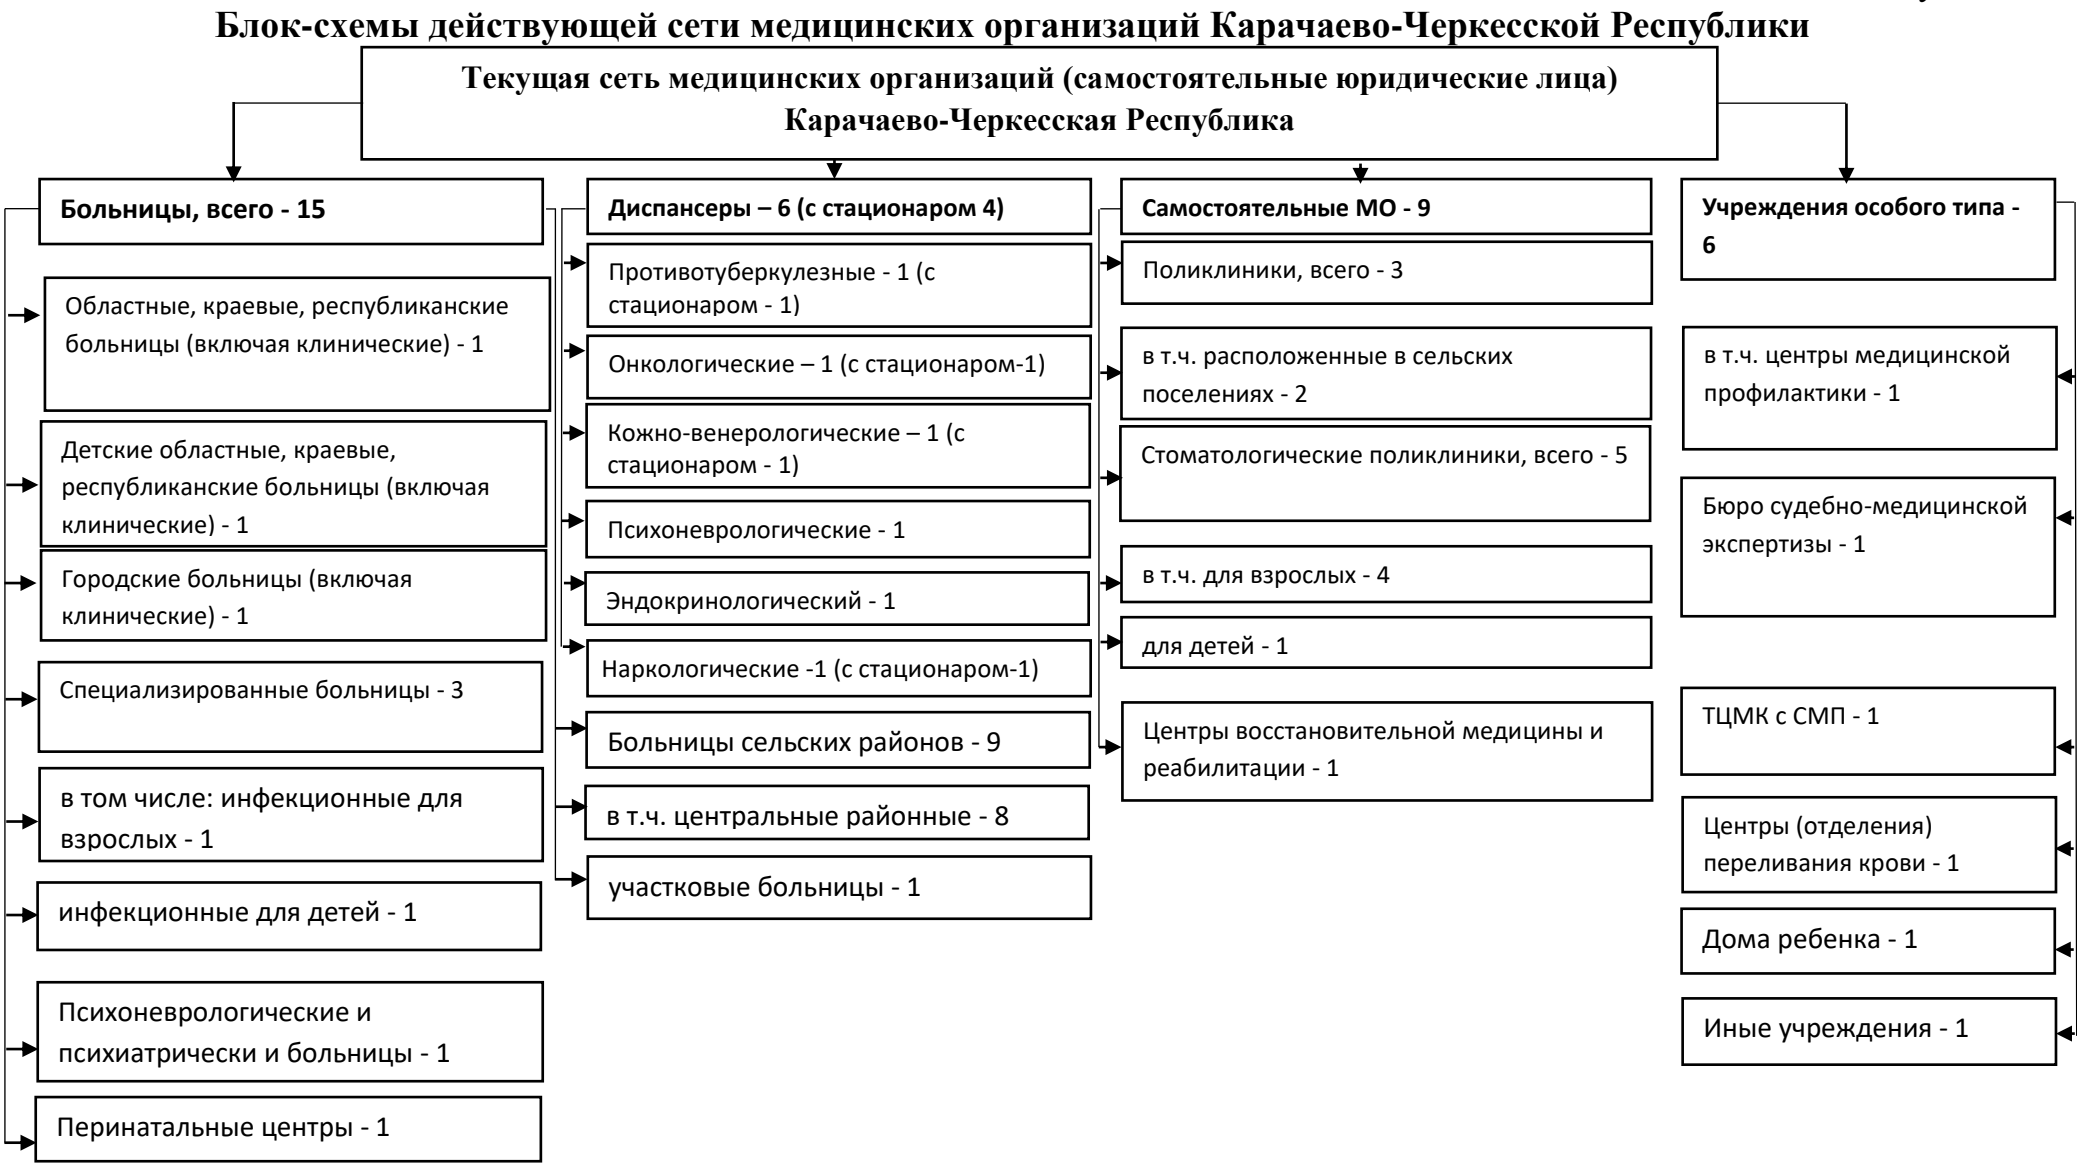 Блок-схемы действующей сети медицинских организаций Карачаево-Черкесской Республики
Текущая сеть медицинских организаций (самостоятельные юридические лица)
Карачаево-Черкесская Республика
Больницы, всего - 15
Областные, краевые, республиканские
больницы (включая клинические) - 1
Детские областные, краевые,
республиканские больницы (включая
клинические) - 1
Городские больницы (включая
клинические) - 1
Специализированные больницы - 3
в том числе: инфекционные для
взрослых - 1
инфекционные для детей - 1
Психоневрологические и
психиатрически и больницы - 1
Перинатальные центры - 1
Диспансеры – 6 (с стационаром 4)
Противотуберкулезные - 1 (с
стационаром - 1)
Онкологические – 1 (с стационаром-1)
Кожно-венерологические – 1 (с
стационаром - 1)
Психоневрологические - 1
Эндокринологический - 1
Наркологические -1 (с стационаром-1)
Больницы сельских районов - 9
в т.ч. центральные районные - 8
участковые больницы - 1
Самостоятельные МО - 9
Поликлиники, всего - 3
в т.ч. расположенные в сельских
поселениях - 2
Стоматологические поликлиники, всего - 5
в т.ч. для взрослых - 4
для детей - 1
Центры восстановительной медицины и
реабилитации - 1
Учреждения особого типа -
6
в т.ч. центры медицинской
профилактики - 1
Бюро судебно-медицинской
экспертизы - 1
ТЦМК с СМП - 1
Центры (отделения)
переливания крови - 1
Дома ребенка - 1
Иные учреждения - 1